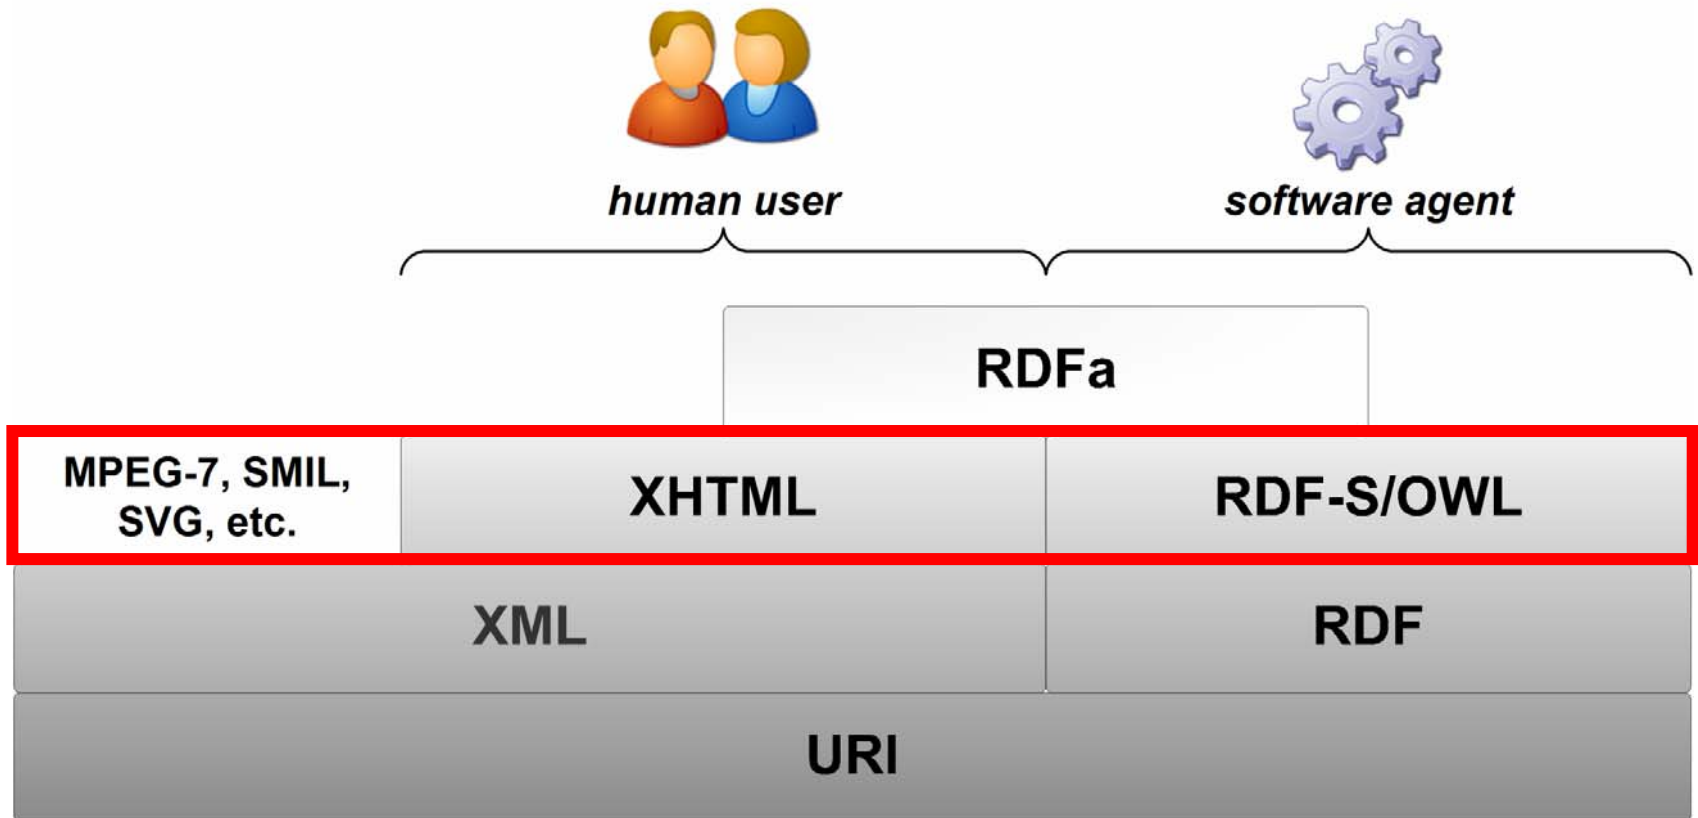 human user
software agent
RDFa
MPEG-7, SMIL,
SVG, etc.
XHTML
RDF-S/OWL
XML
RDF
URI